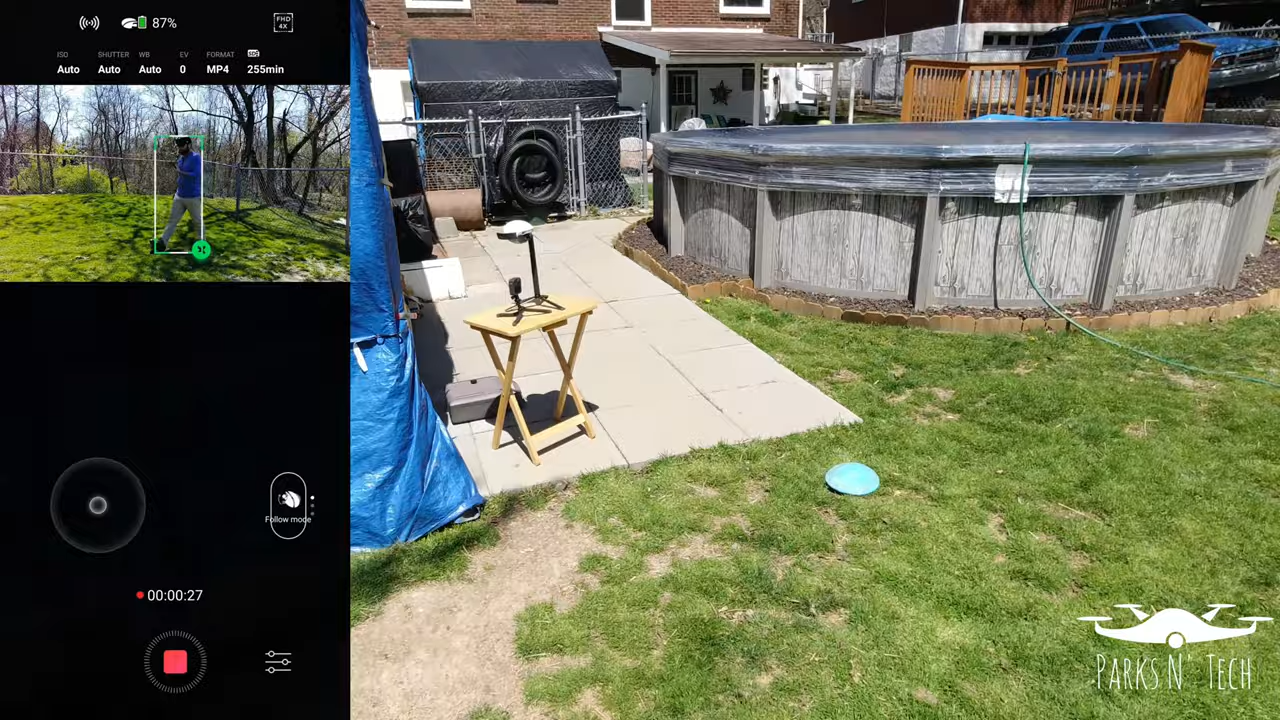 87%
FHD
4X
ISO
SHUTTER
WB
EV
FORMAT
Auto
Auto
Auto
0
MP4
255min
Follow mode
00:00:27
PARKS N' TECH